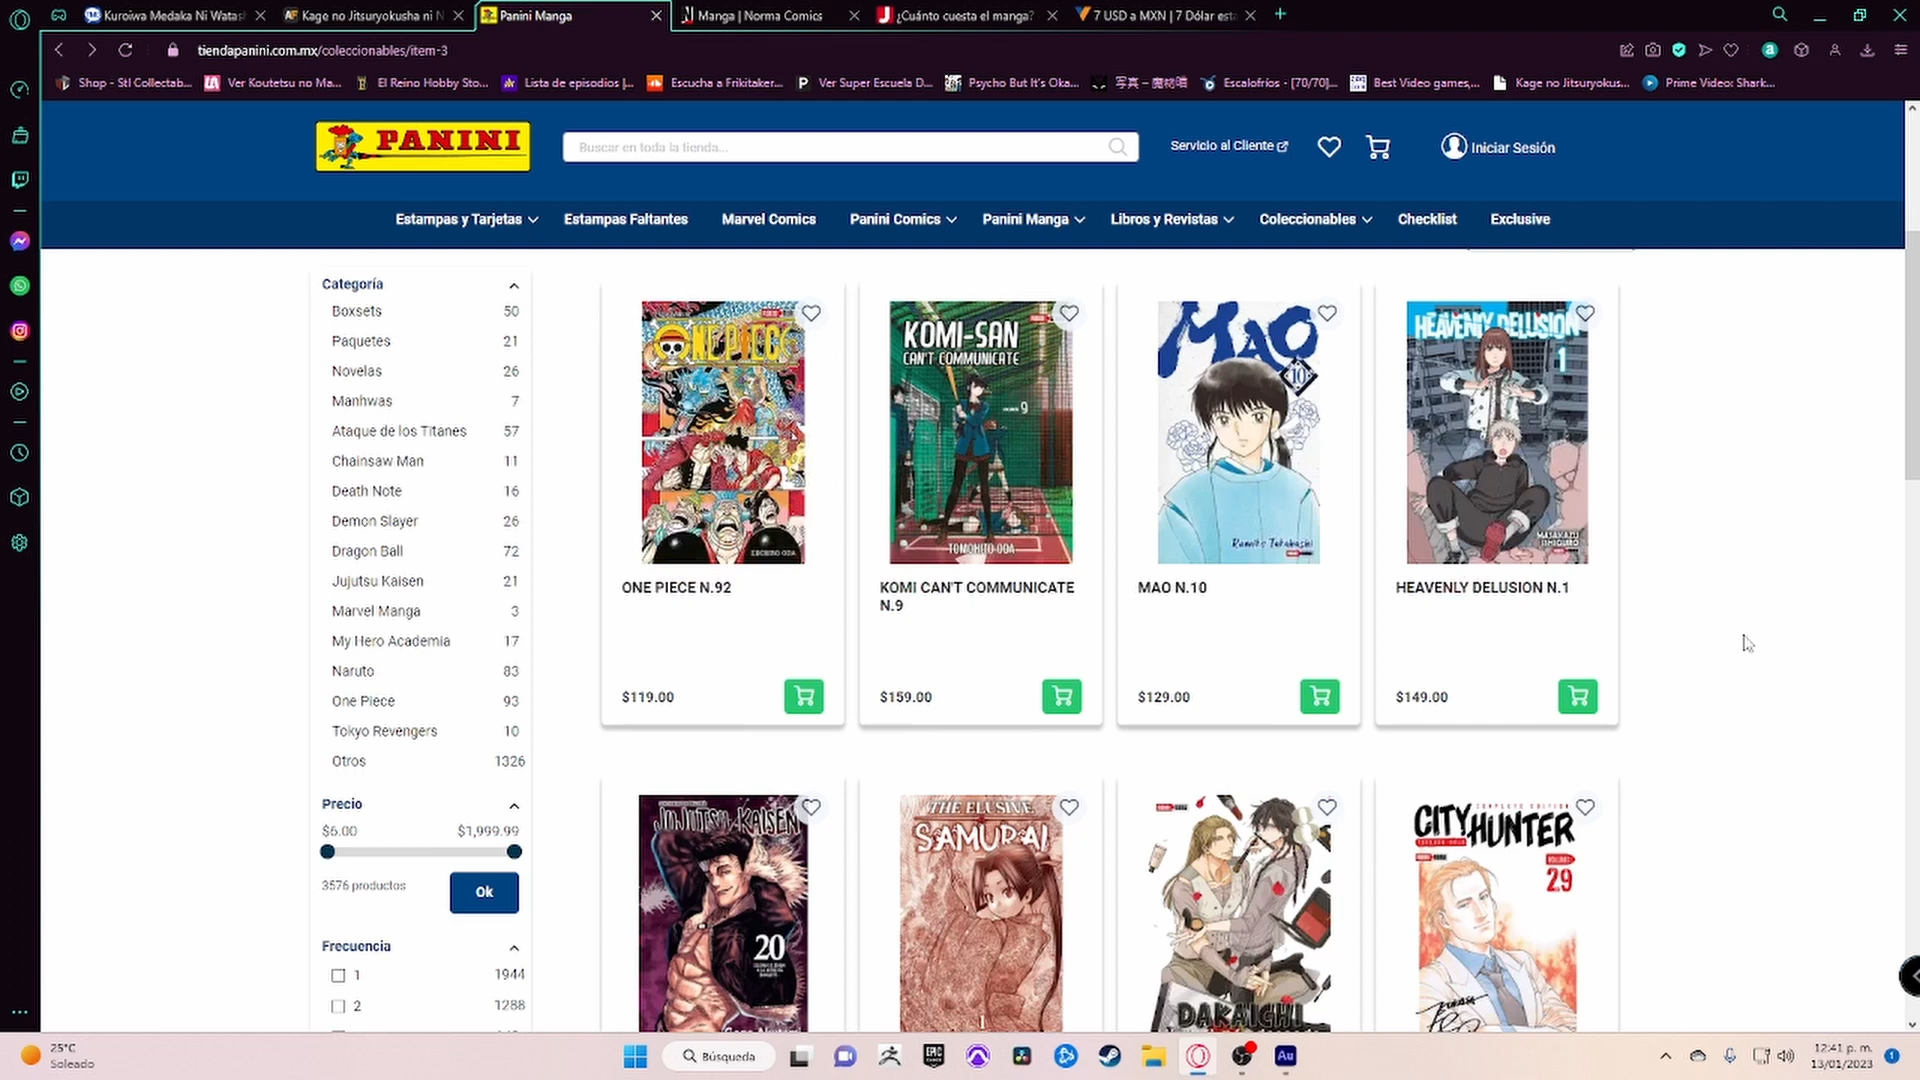 Kuroiwa Medaka Ni Watas
Kage no Jitsuryokusha ni N
Panini Manga
Manga | Norma Comics
¿Cuánto cuesta el manga?
7 USD a MXN | 7 Dólar est
tiendapanini.com.mx/coleccionables/item-3
Shop - Stl Collectab...
Ver Koutetsu no Ma...
El Reino Hobby Sto...
Lista de episodios |...
Escucha a Frikitaker...
Ver Super Escuela D...
Psycho But It's Oka...
Escalofríos - [70/70]...
Best Video games,...
Kage no Jitsuryokus...
Prime Video: Shark...
PANINI
Buscar en toda la tienda...
Servicio al Cliente
Iniciar Sesión
Estampas y Tarjetas
Estampas Faltantes
Marvel Comics
Panini Comics
Panini Manga
Libros y Revistas
Coleccionables
Checklist
Exclusive
Categoría
Boxsets 50
Paquetes 21
Novelas 26
Manhwas 7
Ataque de los Titanes 57
Chainsaw Man 11
Death Note 16
Demon Slayer 26
Dragon Ball 72
Jujutsu Kaisen 21
Marvel Manga 3
My Hero Academia 17
Naruto 83
One Piece 93
Tokyo Revengers 10
Otros 1326
Precio
$6.00 $1,999.99
3576 productos
Ok
Frecuencia
1 1944
2 1288
ONE PIECE
EIICHIRO ODA
ONE PIECE N.92
$119.00
KOMI-SAN
CAN'T COMMUNICATE
9
TOMOHITO ODA
KOMI CAN'T COMMUNICATE
N.9
$159.00
MAO
10
Rumiko Takahashi
MAO N.10
$129.00
HEAVENLY DELUSION
1
MASAKAZU
ISHIGURO
HEAVENLY DELUSION N.1
$149.00
JUJUTSU KAISEN
20
Gege Akutami
THE ELUSIVE
SAMURAI
1
DAKAICHI
COMPLETE EDITION
CITY HUNTER
29
25°C
Soleado
Búsqueda
EPIC
Au
12:41 p. m.
13/01/2023
1